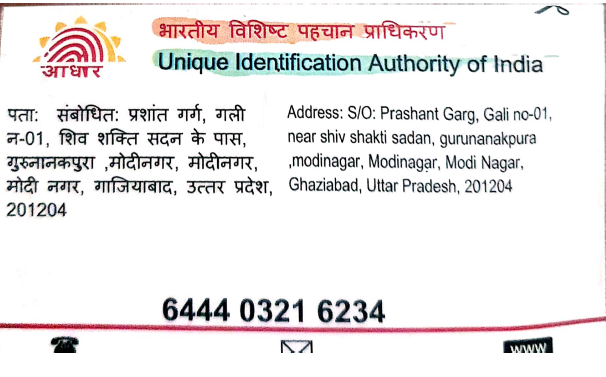 भारतीय विशिष्ट पहचान प्राधिकरण
Unique Identification Authority of India
आधार
पता: संबोधित: प्रशांत गर्ग, गली
न-01, शिव शक्ति सदन के पास,
गुरुनानकपुरा ,मोदीनगर, मोदीनगर,
मोदी नगर, गाजियाबाद, उत्तर प्रदेश,
201204
Address: S/O: Prashant Garg, Gali no-01,
near shiv shakti sadan, gurunanakpura
,modinagar, Modinagar, Modi Nagar,
Ghaziabad, Uttar Pradesh, 201204
6444 0321 6234
www